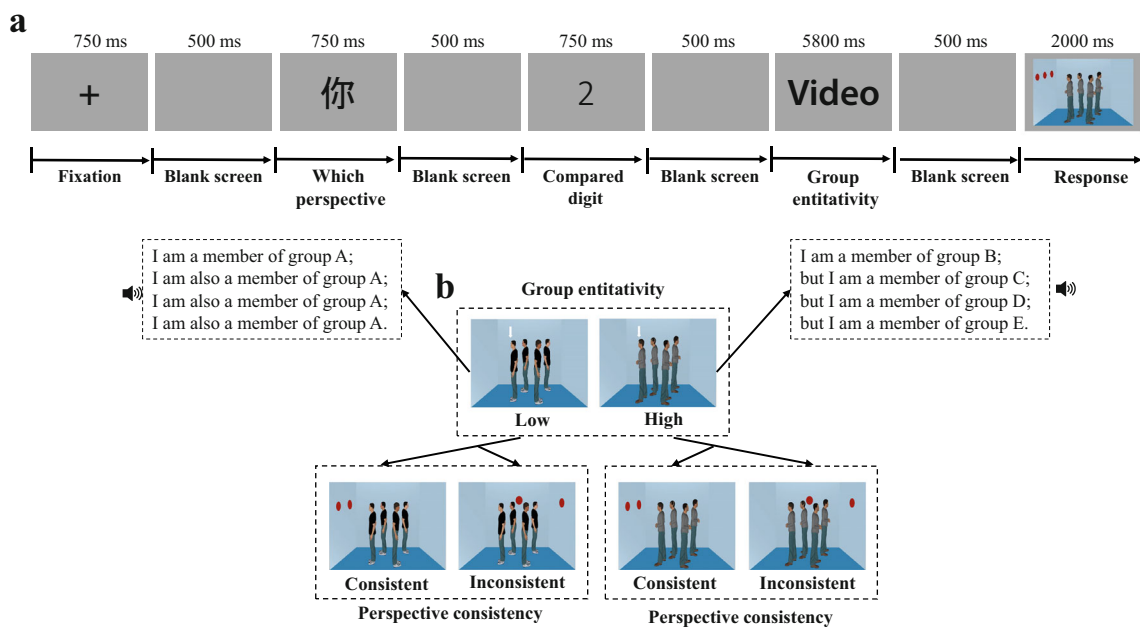 a
750 ms 500 ms 750 ms 500 ms 750 ms 500 ms 5800 ms 500 ms 2000 ms
+ 你 2 Video
Fixation Blank screen Which perspective Blank screen Compared digit Blank screen Group entitativity Blank screen Response
I am a member of group A;
I am also a member of group A;
I am also a member of group A;
I am also a member of group A.
b
Group entitativity
Low High
I am a member of group B;
but I am a member of group C;
but I am a member of group D;
but I am a member of group E.
Consistent Inconsistent
Perspective consistency
Consistent Inconsistent
Perspective consistency